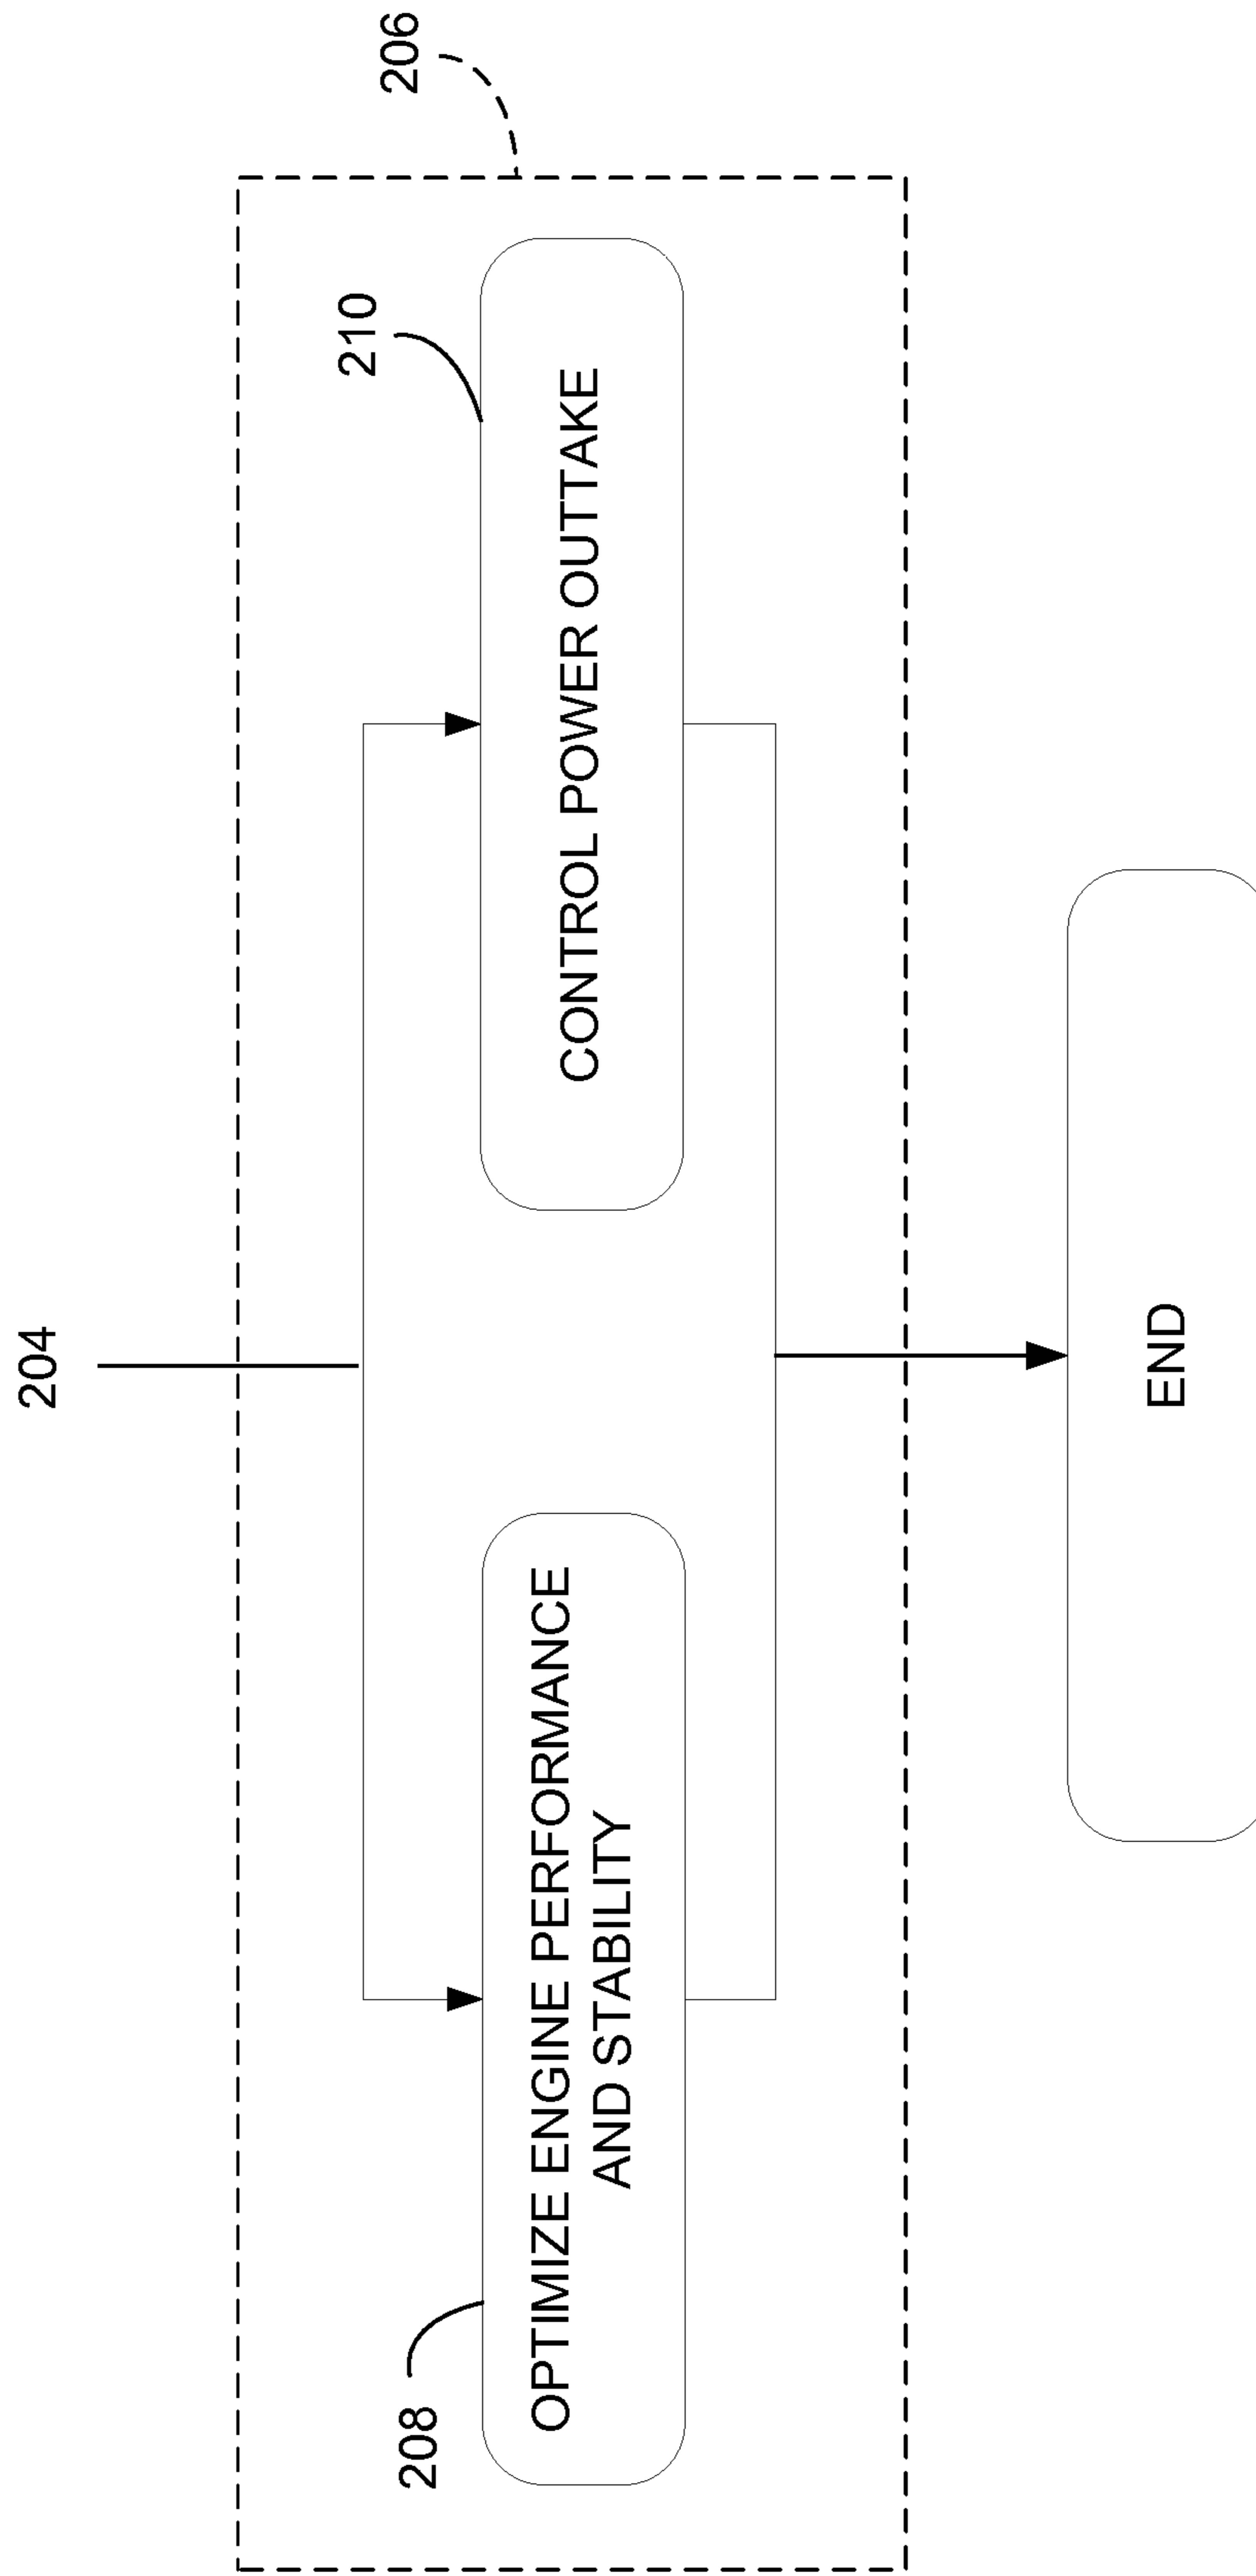 204
206
208
210
OPTIMIZE ENGINE PERFORMANCE
AND STABILITY
CONTROL POWER OUTTAKE
END